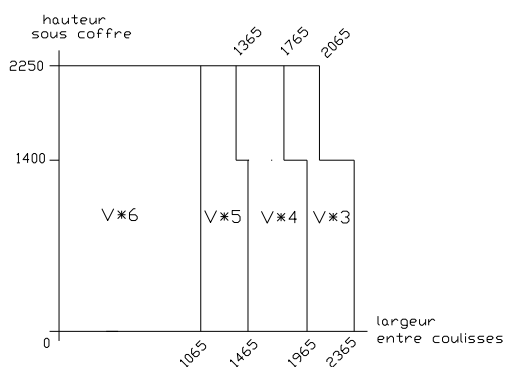 hauteur
sous coffre
1365
1765
2065
2250
1400
V*6
V*5
V*4
V*3
largeur
entre coulisses
0
1065
1465
1965
2365